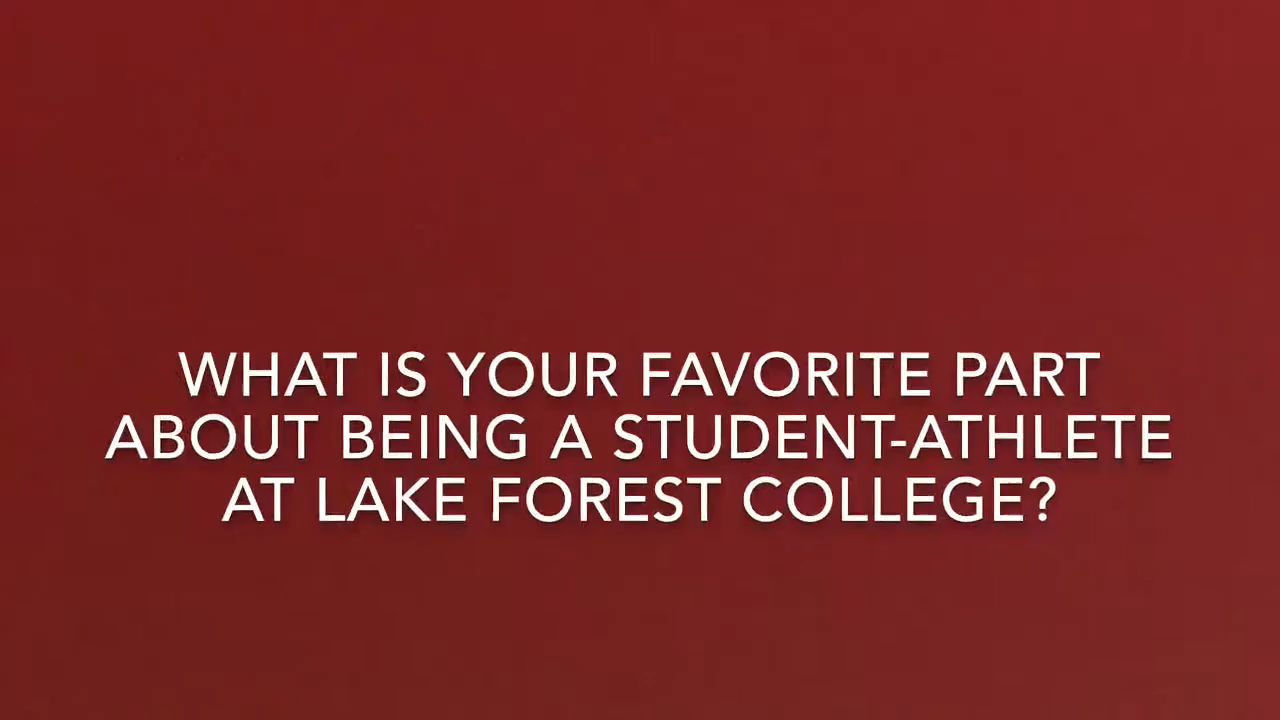 WHAT IS YOUR FAVORITE PART
ABOUT BEING A STUDENT-ATHLETE
AT LAKE FOREST COLLEGE?